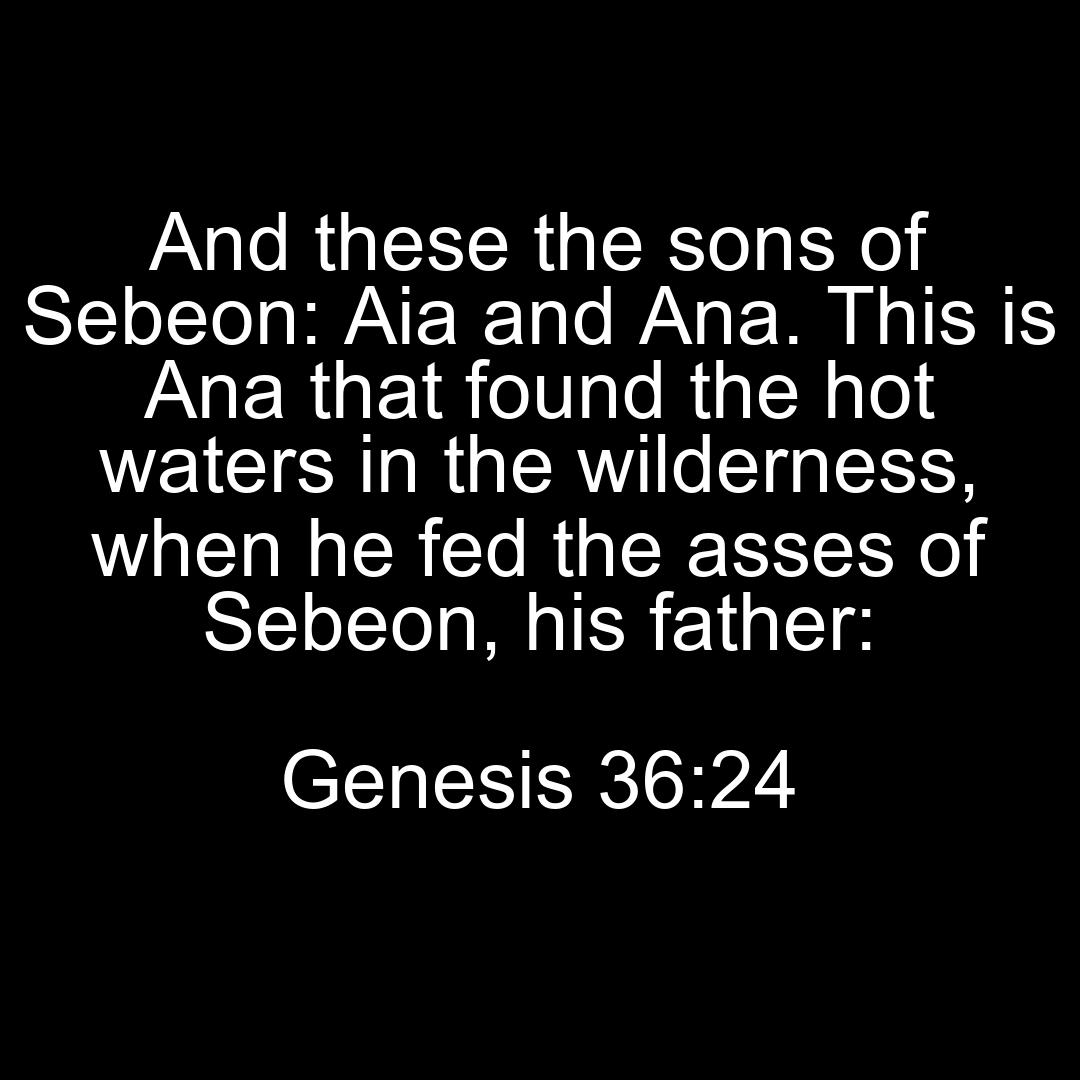 And these the sons of
Sebeon: Aia and Ana. This is
Ana that found the hot
waters in the wilderness,
when he fed the asses of
Sebeon, his father:
Genesis 36:24